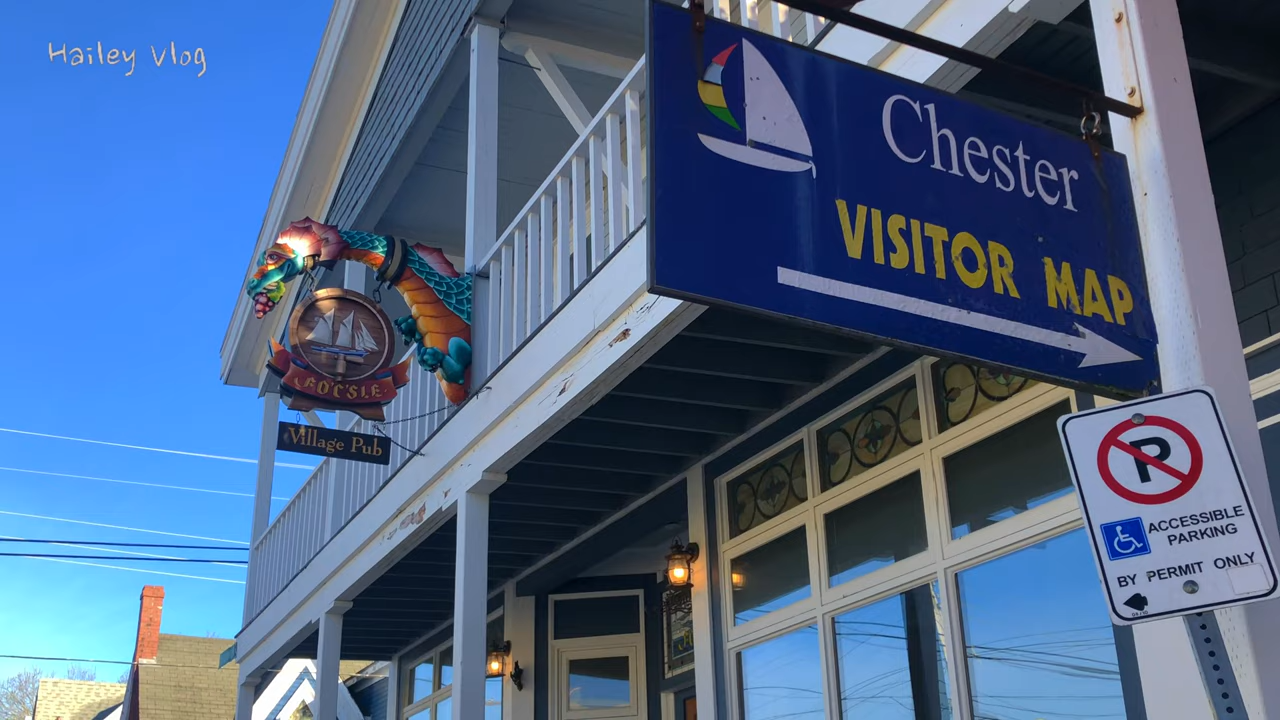 Hailey Vlog
Chester
VISITOR MAP
FO'C'SLE
Village Pub
P
ACCESSIBLE
PARKING
BY PERMIT ONLY